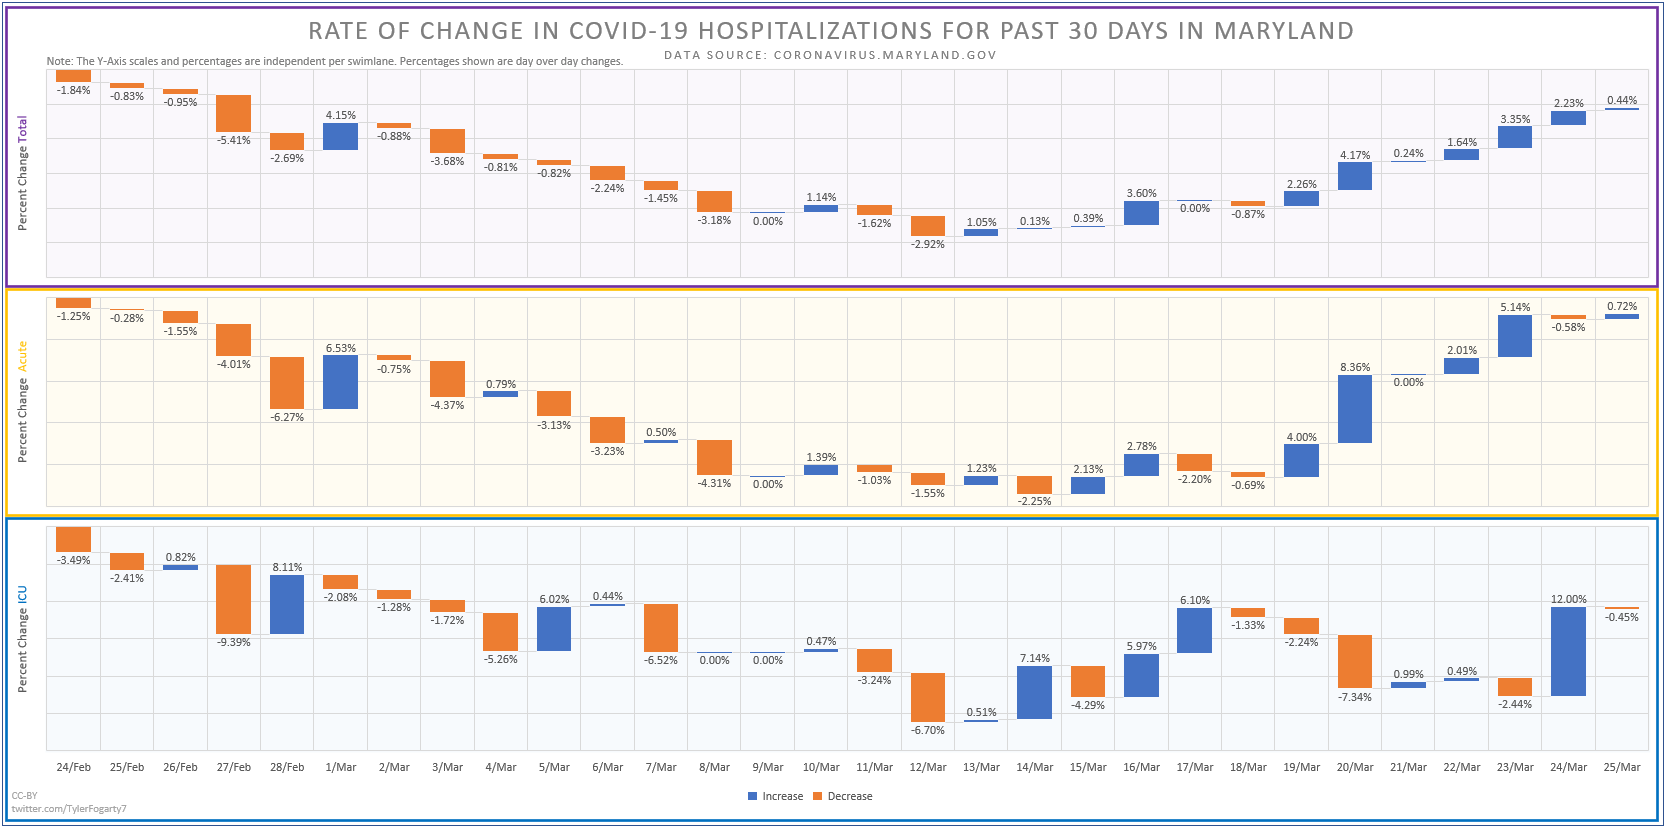 RATE OF CHANGE IN COVID-19 HOSPITALIZATIONS FOR PAST 30 DAYS IN MARYLAND
DATA SOURCE: CORONAVIRUS.MARYLAND.GOV
Note: The Y-Axis scales and percentages are independent per swimlane. Percentages shown are day over day changes.
Percent Change Total
-1.84% -0.83% -0.95% -5.41% -2.69% 4.15% -0.88% -3.68% -0.81% -0.82% -2.24% -1.45% -3.18% 0.00% 1.14% -1.62% -2.92% 1.05% 0.13% 0.39% 3.60% 0.00% -0.87% 2.26% 4.17% 0.24% 1.64% 3.35% 2.23% 0.44%
Percent Change Acute
-1.25% -0.28% -1.55% -4.01% -6.27% 6.53% -0.75% -4.37% 0.79% -3.13% -3.23% 0.50% -4.31% 0.00% 1.39% -1.03% -1.55% 1.23% -2.25% 2.13% 2.78% -2.20% -0.69% 4.00% 8.36% 0.00% 2.01% 5.14% -0.58% 0.72%
Percent Change ICU
-3.49% -2.41% 0.82% -9.39% 8.11% -2.08% -1.28% -1.72% -5.26% 6.02% 0.44% -6.52% 0.00% 0.00% 0.47% -3.24% -6.70% 0.51% 7.14% -4.29% 5.97% 6.10% -1.33% -2.24% -7.34% 0.99% 0.49% -2.44% 12.00% -0.45%
24/Feb 25/Feb 26/Feb 27/Feb 28/Feb 1/Mar 2/Mar 3/Mar 4/Mar 5/Mar 6/Mar 7/Mar 8/Mar 9/Mar 10/Mar 11/Mar 12/Mar 13/Mar 14/Mar 15/Mar 16/Mar 17/Mar 18/Mar 19/Mar 20/Mar 21/Mar 22/Mar 23/Mar 24/Mar 25/Mar
Increase Decrease
CC-BY
twitter.com/TylerFogarty7